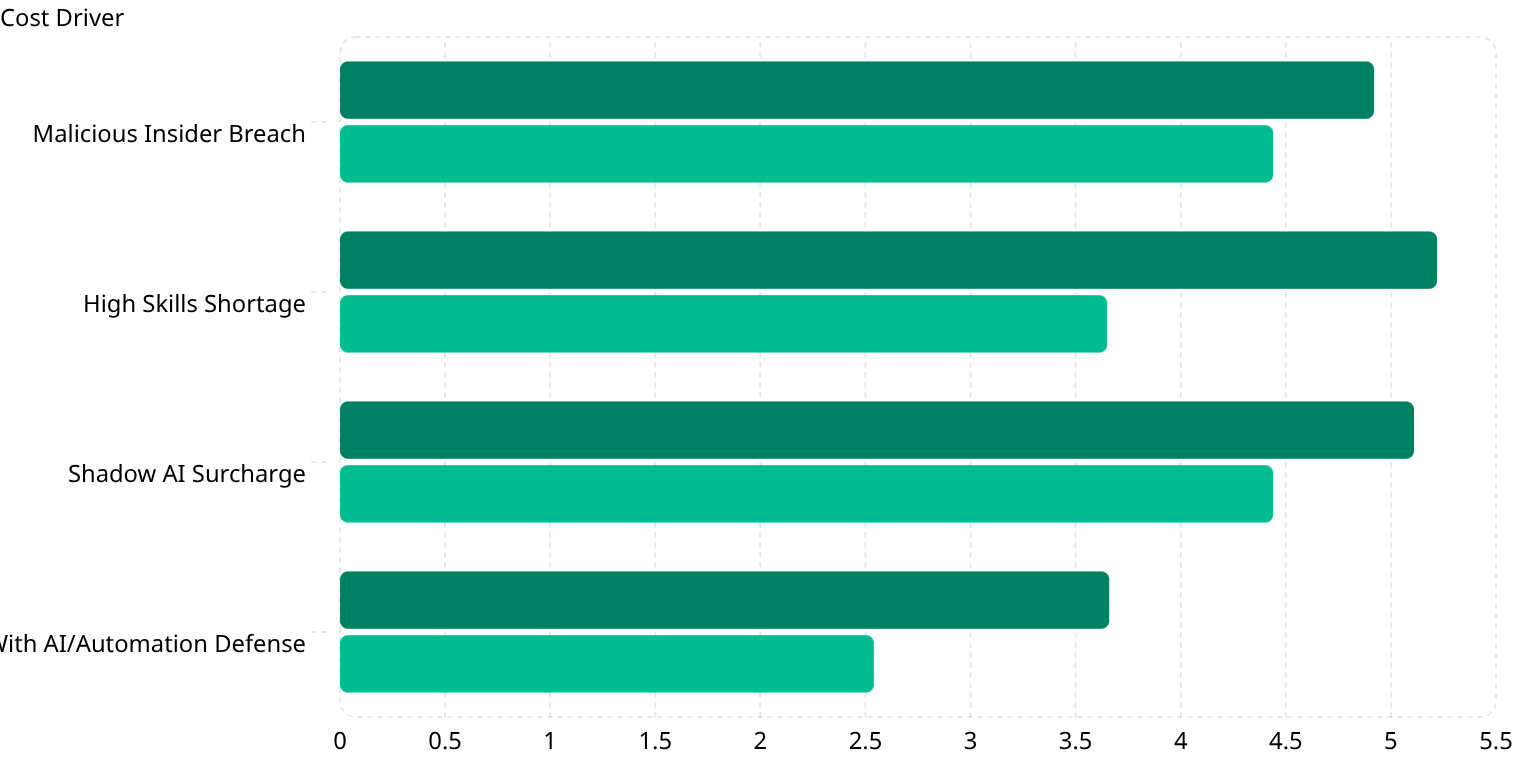 Cost Driver
Malicious Insider Breach
High Skills Shortage
Shadow AI Surcharge
With AI/Automation Defense
0 0.5 1 1.5 2 2.5 3 3.5 4 4.5 5 5.5